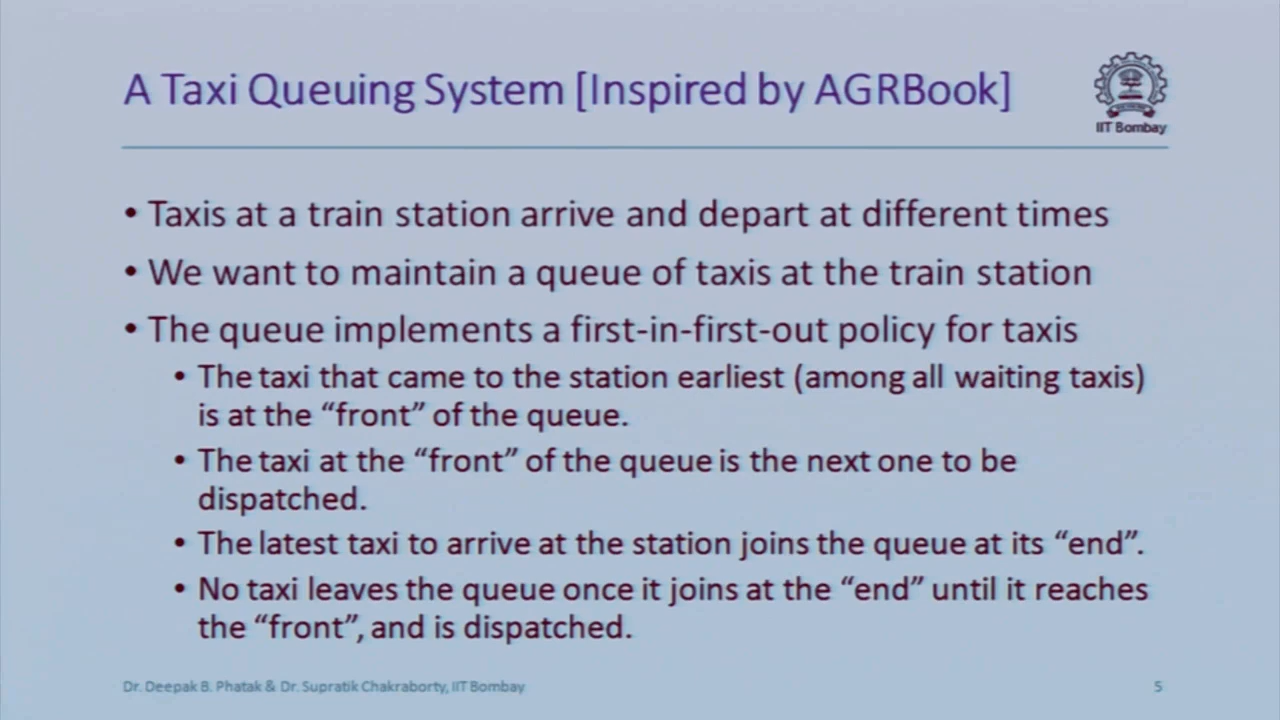 A Taxi Queuing System [Inspired by AGRBook]
IIT Bombay
• Taxis at a train station arrive and depart at different times
• We want to maintain a queue of taxis at the train station
• The queue implements a first-in-first-out policy for taxis
• The taxi that came to the station earliest (among all waiting taxis)
is at the “front” of the queue.
• The taxi at the “front” of the queue is the next one to be
dispatched.
• The latest taxi to arrive at the station joins the queue at its “end”.
• No taxi leaves the queue once it joins at the “end” until it reaches
the “front”, and is dispatched.
Dr. Deepak B. Phatak & Dr. Supratik Chakraborty, IIT Bombay
5